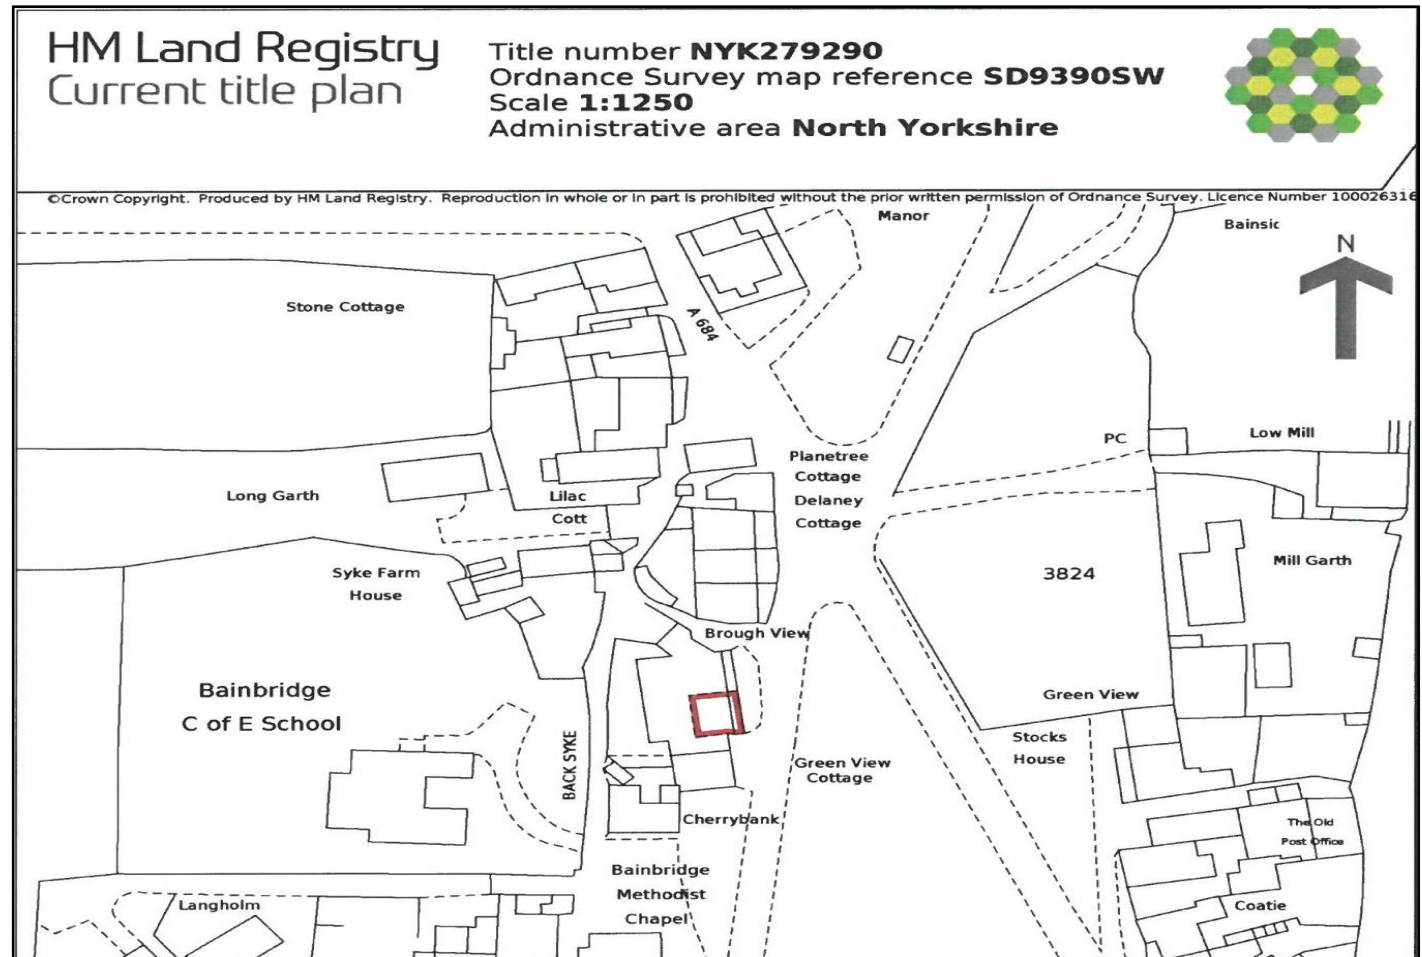 HM Land Registry
Current title plan
Title number NYK279290
Ordnance Survey map reference SD9390SW
Scale 1:1250
Administrative area North Yorkshire
©Crown Copyright. Produced by HM Land Registry. Reproduction in whole or in part is prohibited without the prior written permission of Ordnance Survey. Licence Number 100026316
Manor
Bainsic
N
Stone Cottage
A 684
PC
Low Mill
Planetree
Cottage
Delaney
Cottage
Long Garth
Lilac
Cott
Syke Farm
House
3824
Mill Garth
Brough View
Bainbridge
C of E School
Green View
Stocks
House
BACK SYKE
Green View
Cottage
Cherrybank
The Old
Post Office
Bainbridge
Methodist
Chapel
Langholm
Coatie